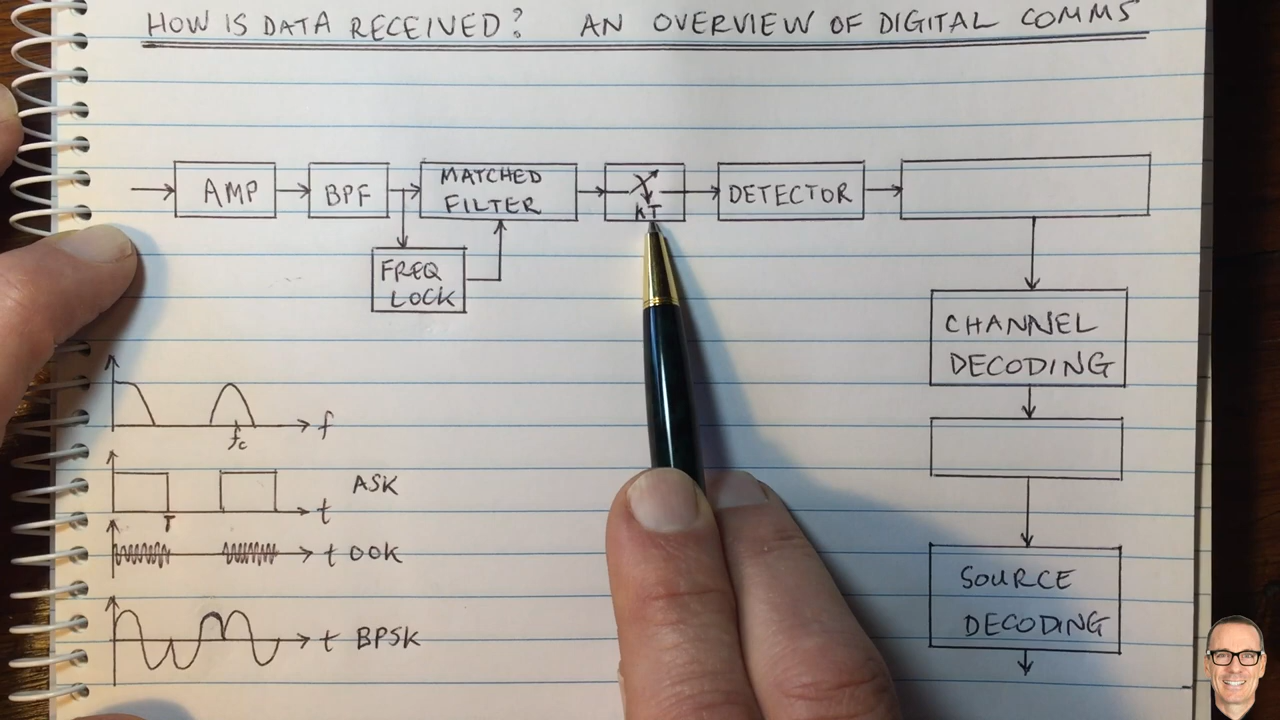 HOW IS DATA RECEIVED? AN OVERVIEW OF DIGITAL COMMS
AMP
BPF
MATCHED
FILTER
KT
DETECTOR
FREQ
LOCK
CHANNEL
DECODING
SOURCE
DECODING
f
fc
ASK
T
t
t OOK
t BPSK